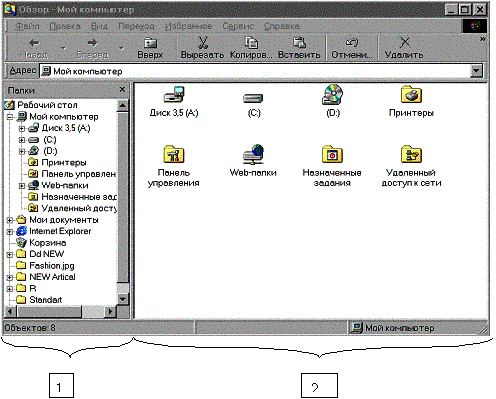 Обзор - Мой компьютер
Файл Правка Вид Переход Избранное Сервис Справка
Назад Вперед Вверх Вырезать Копиров... Вставить Отмени... Удалить »
Адрес Мой компьютер
Папки
Рабочий стол
Мой компьютер
Диск 3,5 (A:)
(C:)
(D:)
Принтеры
Панель управлен
Web-папки
Назначенные зад
Удаленный досту
Мои документы
Internet Explorer
Корзина
Dd NEW
Fashion.jpg
NEW Artical
R
Standart
Диск 3,5 (A:) (C:) (D:) Принтеры
Панель управления
Web-папки
Назначенные задания
Удаленный доступ к сети
Объектов: 8 Мой компьютер
1 2